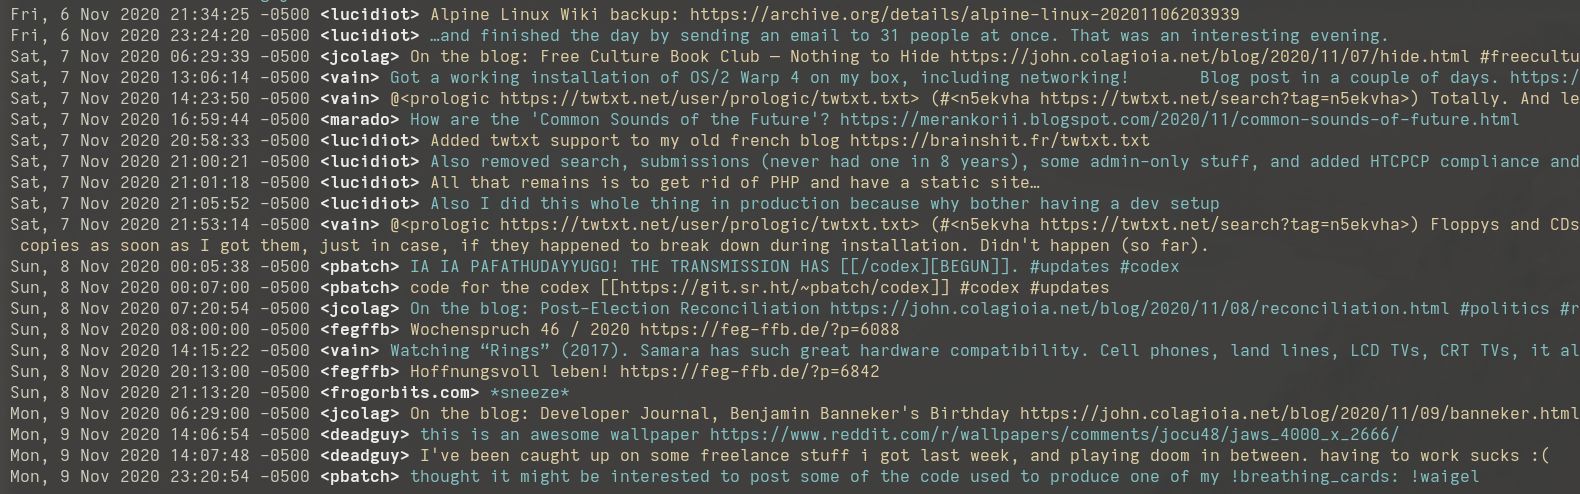 Fri, 6 Nov 2020 21:34:25 -0500 <lucidiot> Alpine Linux Wiki backup: https://archive.org/details/alpine-linux-20201106203939
Fri, 6 Nov 2020 23:24:20 -0500 <lucidiot> …and finished the day by sending an email to 31 people at once. That was an interesting evening.
Sat, 7 Nov 2020 06:29:39 -0500 <jcolag> On the blog: Free Culture Book Club — Nothing to Hide https://john.colagioia.net/blog/2020/11/07/hide.html #freecultu
Sat, 7 Nov 2020 13:06:14 -0500 <vain> Got a working installation of OS/2 Warp 4 on my box, including networking! Blog post in a couple of days. https:/
Sat, 7 Nov 2020 14:23:50 -0500 <vain> @<prologic https://twtxt.net/user/prologic/twtxt.txt> (#<n5ekvha https://twtxt.net/search?tag=n5ekvha>) Totally. And le
Sat, 7 Nov 2020 16:59:44 -0500 <marado> How are the 'Common Sounds of the Future'? https://merankorii.blogspot.com/2020/11/common-sounds-of-future.html
Sat, 7 Nov 2020 20:58:33 -0500 <lucidiot> Added twtxt support to my old french blog https://brainshit.fr/twtxt.txt
Sat, 7 Nov 2020 21:00:21 -0500 <lucidiot> Also removed search, submissions (never had one in 8 years), some admin-only stuff, and added HTCPCP compliance and
Sat, 7 Nov 2020 21:01:18 -0500 <lucidiot> All that remains is to get rid of PHP and have a static site…
Sat, 7 Nov 2020 21:05:52 -0500 <lucidiot> Also I did this whole thing in production because why bother having a dev setup
Sat, 7 Nov 2020 21:53:14 -0500 <vain> @<prologic https://twtxt.net/user/prologic/twtxt.txt> (#<n5ekvha https://twtxt.net/search?tag=n5ekvha>) Floppys and CDs
copies as soon as I got them, just in case, if they happened to break down during installation. Didn't happen (so far).
Sun, 8 Nov 2020 00:05:38 -0500 <pbatch> IA IA PAFATHUDAYYUGO! THE TRANSMISSION HAS [[/codex][BEGUN]]. #updates #codex
Sun, 8 Nov 2020 00:07:00 -0500 <pbatch> code for the codex [[https://git.sr.ht/~pbatch/codex]] #codex #updates
Sun, 8 Nov 2020 07:20:54 -0500 <jcolag> On the blog: Post-Election Reconciliation https://john.colagioia.net/blog/2020/11/08/reconciliation.html #politics #r
Sun, 8 Nov 2020 08:00:00 -0500 <fegffb> Wochenspruch 46 / 2020 https://feg-ffb.de/?p=6088
Sun, 8 Nov 2020 14:15:22 -0500 <vain> Watching “Rings” (2017). Samara has such great hardware compatibility. Cell phones, land lines, LCD TVs, CRT TVs, it al
Sun, 8 Nov 2020 20:13:00 -0500 <fegffb> Hoffnungsvoll leben! https://feg-ffb.de/?p=6842
Sun, 8 Nov 2020 21:13:20 -0500 <frogorbits.com> *sneeze*
Mon, 9 Nov 2020 06:29:00 -0500 <jcolag> On the blog: Developer Journal, Benjamin Banneker's Birthday https://john.colagioia.net/blog/2020/11/09/banneker.html
Mon, 9 Nov 2020 14:06:54 -0500 <deadguy> this is an awesome wallpaper https://www.reddit.com/r/wallpapers/comments/jocu48/jaws_4000_x_2666/
Mon, 9 Nov 2020 14:07:48 -0500 <deadguy> I've been caught up on some freelance stuff i got last week, and playing doom in between. having to work sucks :(
Mon, 9 Nov 2020 23:20:54 -0500 <pbatch> thought it might be interested to post some of the code used to produce one of my !breathing_cards: !waigel